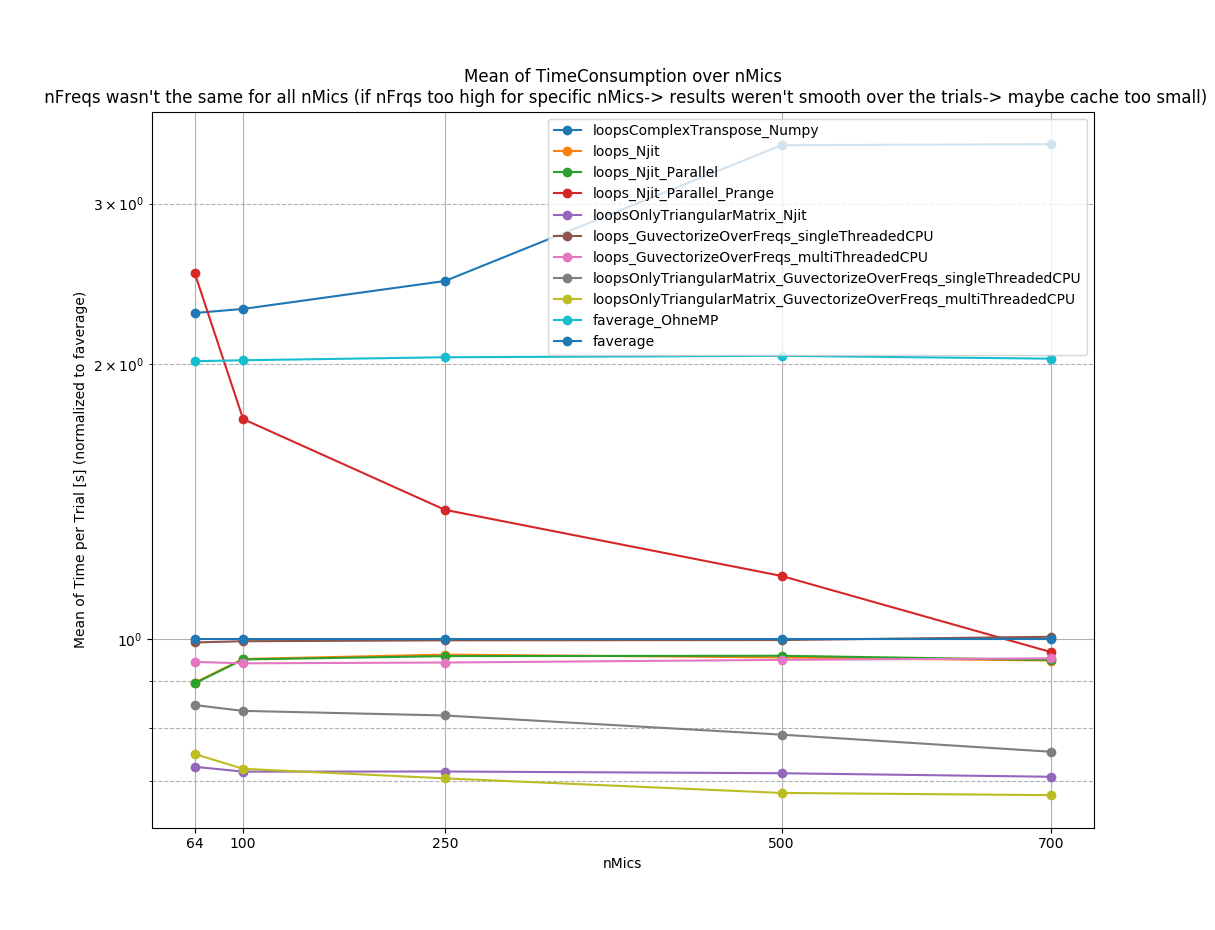 Mean of TimeConsumption over nMics
nFreqs wasn't the same for all nMics (if nFrqs too high for specific nMics-> results weren't smooth over the trials-> maybe cache too small)
loopsComplexTranspose_Numpy
loops_Njit
loops_Njit_Parallel
loops_Njit_Parallel_Prange
loopsOnlyTriangularMatrix_Njit
loops_GuvectorizeOverFreqs_singleThreadedCPU
loops_GuvectorizeOverFreqs_multiThreadedCPU
loopsOnlyTriangularMatrix_GuvectorizeOverFreqs_singleThreadedCPU
loopsOnlyTriangularMatrix_GuvectorizeOverFreqs_multiThreadedCPU
faverage_OhneMP
faverage
3 × 10⁰
2 × 10⁰
10⁰
Mean of Time per Trial [s] (normalized to faverage)
64 100 250 500 700
nMics